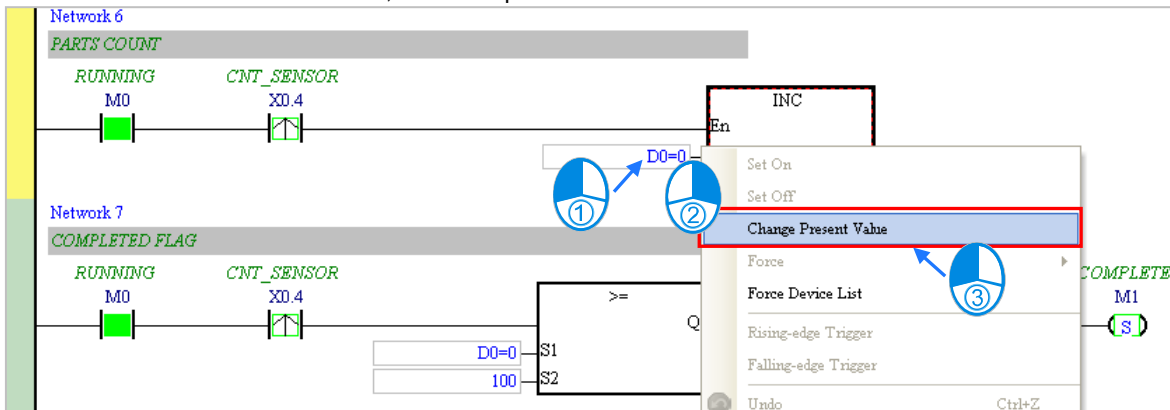 Network 6
PARTS COUNT
RUNNING CNT_SENSOR
M0 X0.4
INC
En
D0=0
① ②
Set On
Set Off
Change Present Value
Force
Force Device List
③
Rising-edge Trigger
Falling-edge Trigger
Undo Ctrl+Z
Network 7
COMPLETED FLAG
RUNNING CNT_SENSOR
M0 X0.4
>=
Q
D0=0 S1
100 S2
COMPLETE
M1
S